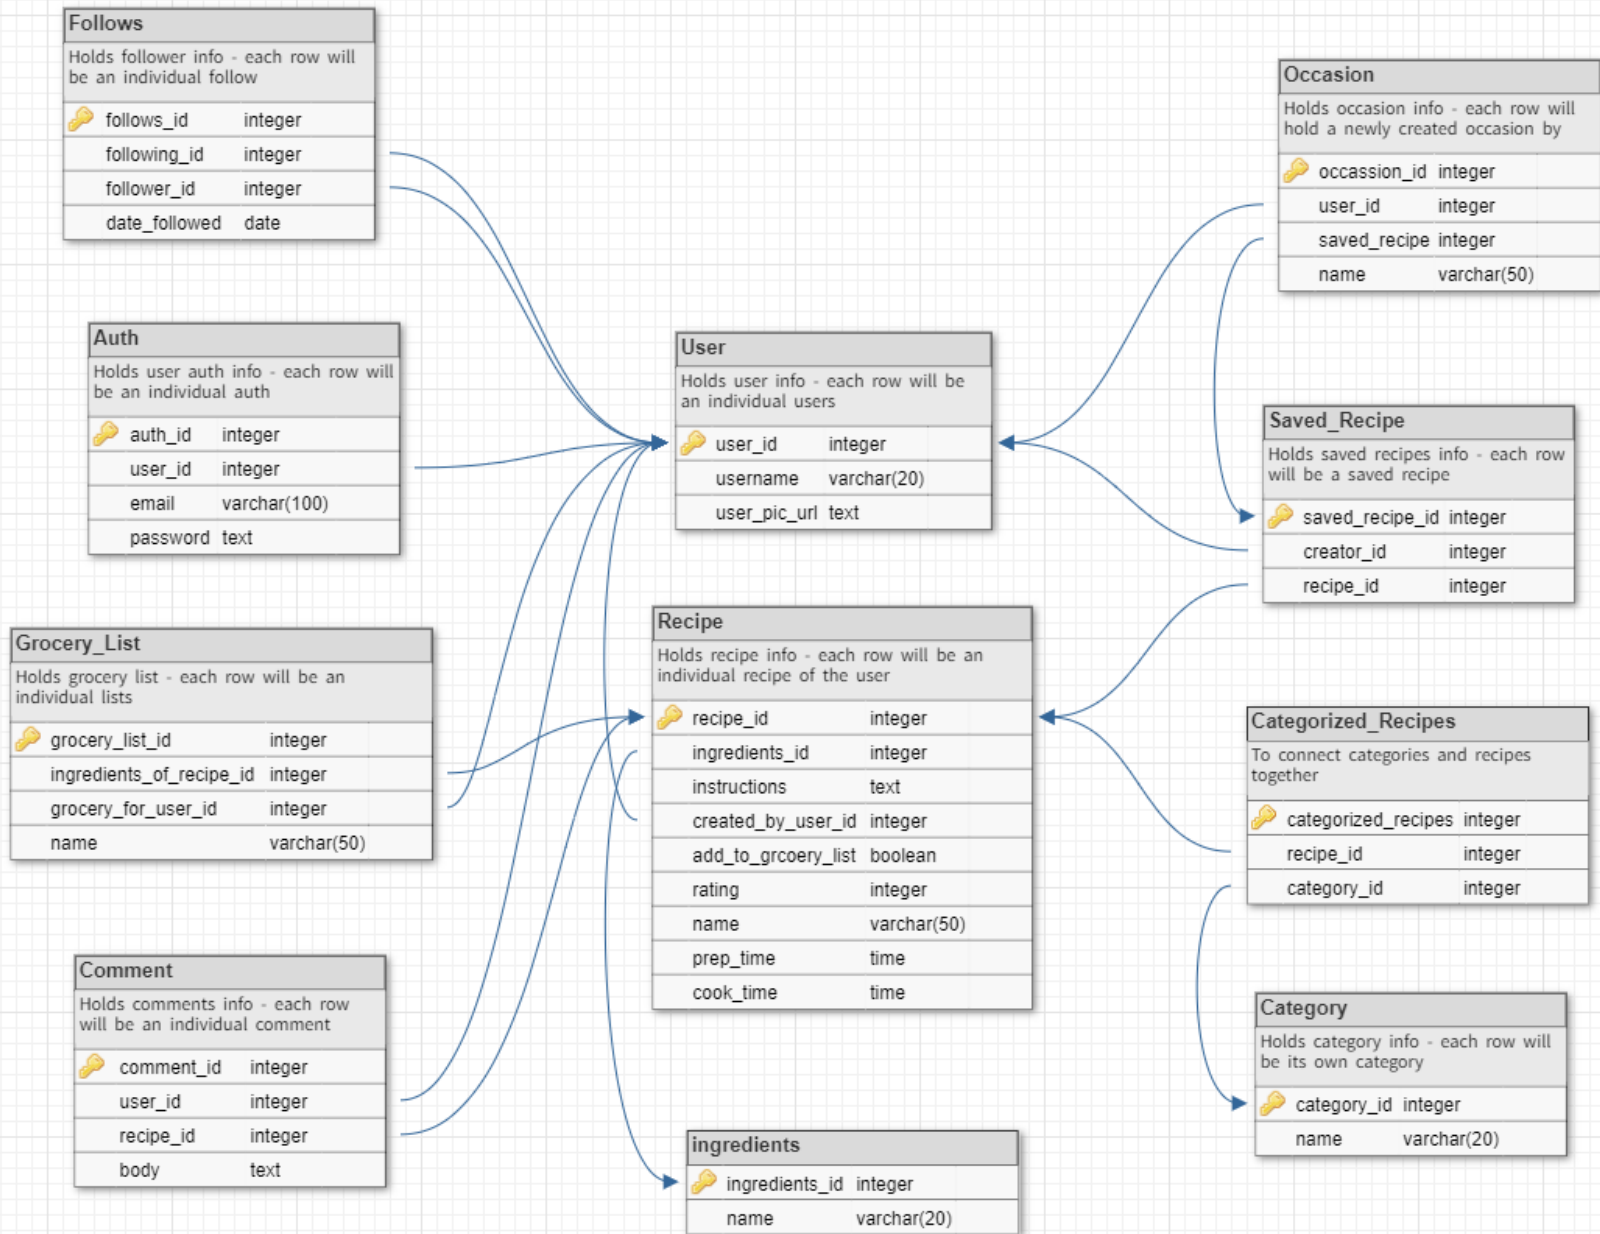 Follows
Holds follower info - each row will
be an individual follow
follows_id integer
following_id integer
follower_id integer
date_followed date
Auth
Holds user auth info - each row will
be an individual auth
auth_id integer
user_id integer
email varchar(100)
password text
Grocery_List
Holds grocery list - each row will be an
individual lists
grocery_list_id integer
ingredients_of_recipe_id integer
grocery_for_user_id integer
name varchar(50)
Comment
Holds comments info - each row
will be an individual comment
comment_id integer
user_id integer
recipe_id integer
body text
User
Holds user info - each row will be
an individual users
user_id integer
username varchar(20)
user_pic_url text
Recipe
Holds recipe info - each row will be an
individual recipe of the user
recipe_id integer
ingredients_id integer
instructions text
created_by_user_id integer
add_to_grcoery_list boolean
rating integer
name varchar(50)
prep_time time
cook_time time
ingredients
ingredients_id integer
name varchar(20)
Occasion
Holds occasion info - each row will
hold a newly created occasion by
occassion_id integer
user_id integer
saved_recipe integer
name varchar(50)
Saved_Recipe
Holds saved recipes info - each row
will be a saved recipe
saved_recipe_id integer
creator_id integer
recipe_id integer
Categorized_Recipes
To connect categories and recipes
together
categorized_recipes integer
recipe_id integer
category_id integer
Category
Holds category info - each row will
be its own category
category_id integer
name varchar(20)